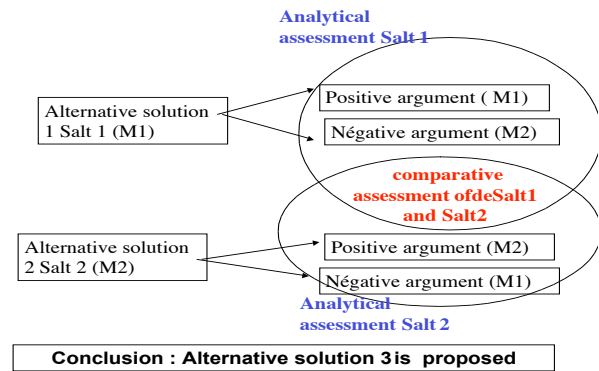 Analytical
assessment Salt 1
Positive argument ( M1)
Alternative solution
1 Salt 1 (M1)
Négative argument (M2)
comparative
assessment ofdeSalt1
and Salt2
Alternative solution
2 Salt 2 (M2)
Positive argument (M2)
Négative argument (M1)
Analytical
assessment Salt 2
Conclusion : Alternative solution 3 is proposed